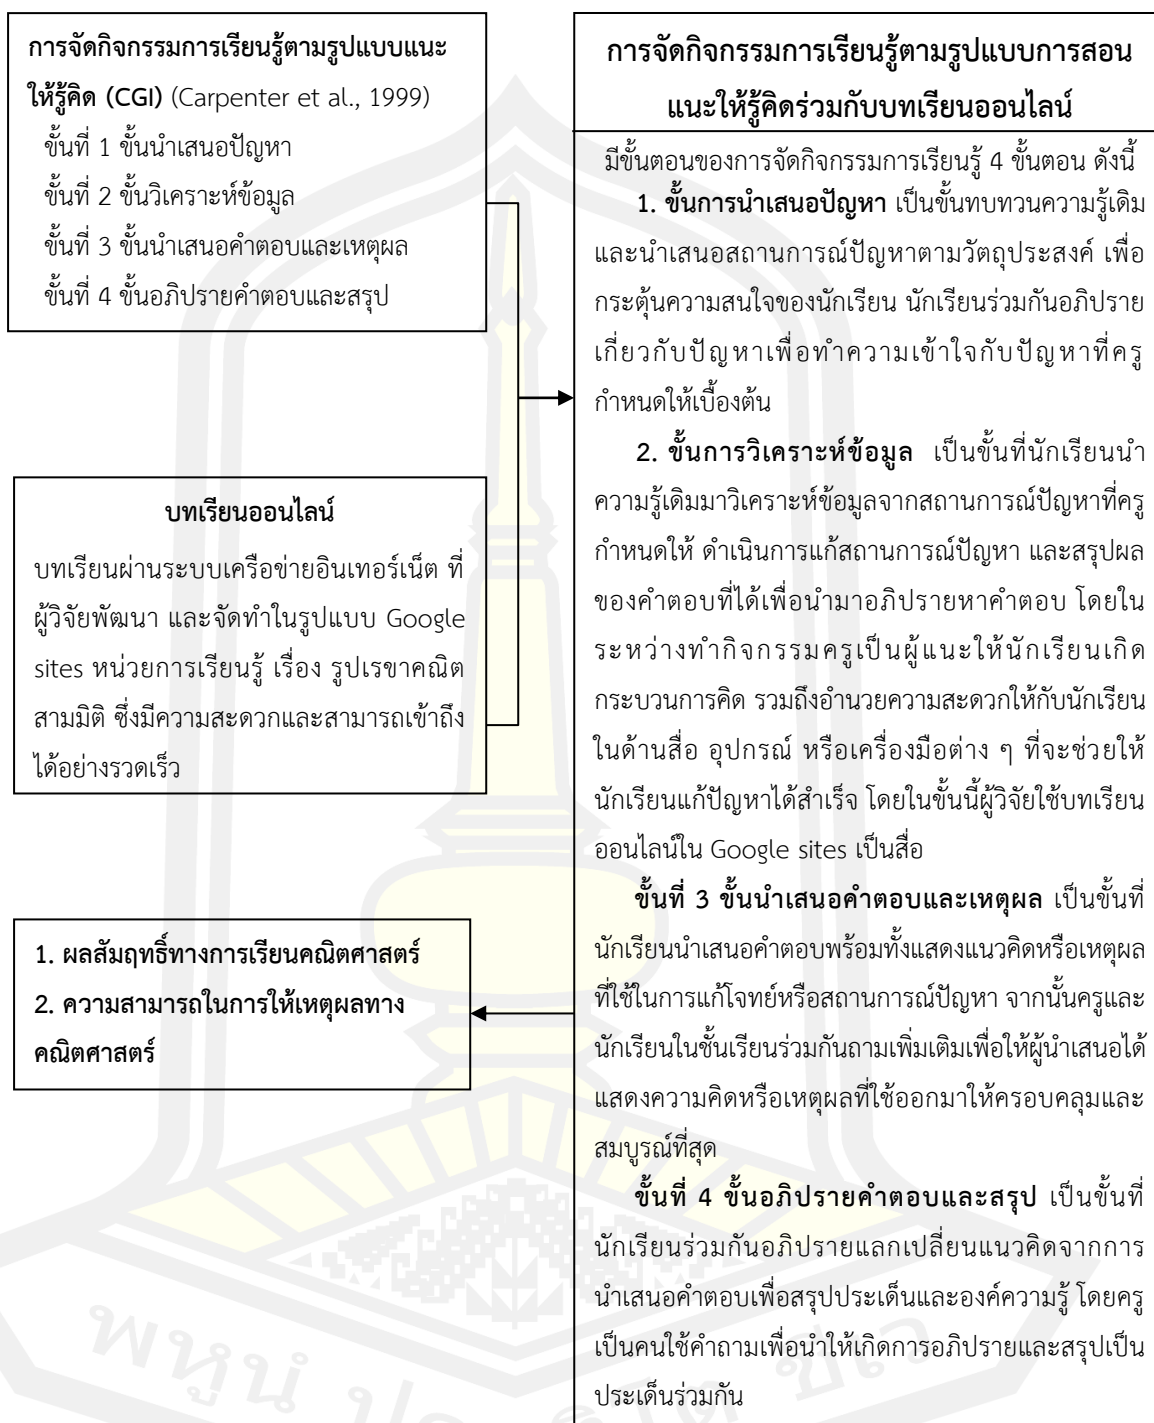 การจัดกิจกรรมการเรียนรู้ตามรูปแบบแนะ
ให้รู้คิด (CGI) (Carpenter et al., 1999)
ขั้นที่ 1 ขั้นนำเสนอปัญหา
ขั้นที่ 2 ขั้นวิเคราะห์ข้อมูล
ขั้นที่ 3 ขั้นนำเสนอคำตอบและเหตุผล
ขั้นที่ 4 ขั้นอภิปรายคำตอบและสรุป
บทเรียนออนไลน์
บทเรียนผ่านระบบเครือข่ายอินเทอร์เน็ต ที่
ผู้วิจัยพัฒนา และจัดทำในรูปแบบ Google
sites หน่วยการเรียนรู้ เรื่อง รูปเรขาคณิต
สามมิติ ซึ่งมีความสะดวกและสามารถเข้าถึง
ได้อย่างรวดเร็ว
1. ผลสัมฤทธิ์ทางการเรียนคณิตศาสตร์
2. ความสามารถในการให้เหตุผลทาง
คณิตศาสตร์
การจัดกิจกรรมการเรียนรู้ตามรูปแบบการสอน
แนะให้รู้คิดร่วมกับบทเรียนออนไลน์
มีขั้นตอนของการจัดกิจกรรมการเรียนรู้ 4 ขั้นตอน ดังนี้
1. ขั้นการนำเสนอปัญหา เป็นขั้นทบทวนความรู้เดิม
และนำเสนอสถานการณ์ปัญหาตามวัตถุประสงค์ เพื่อ
กระตุ้นความสนใจของนักเรียน นักเรียนร่วมกันอภิปราย
เกี่ยวกับปัญหาเพื่อทำความเข้าใจกับปัญหาที่ครู
กำหนดให้เบื้องต้น
2. ขั้นการวิเคราะห์ข้อมูล เป็นขั้นที่นักเรียนนำ
ความรู้เดิมมาวิเคราะห์ข้อมูลจากสถานการณ์ปัญหาที่ครู
กำหนดให้ ดำเนินการแก้สถานการณ์ปัญหา และสรุปผล
ของคำตอบที่ได้เพื่อนำมาอภิปรายหาคำตอบ โดยใน
ระหว่างทำกิจกรรมครูเป็นผู้แนะให้นักเรียนเกิด
กระบวนการคิด รวมถึงอำนวยความสะดวกให้กับนักเรียน
ในด้านสื่อ อุปกรณ์ หรือเครื่องมือต่าง ๆ ที่จะช่วยให้
นักเรียนแก้ปัญหาได้สำเร็จ โดยในขั้นนี้ผู้วิจัยใช้บทเรียน
ออนไลน์ใน Google sites เป็นสื่อ
ขั้นที่ 3 ขั้นนำเสนอคำตอบและเหตุผล เป็นขั้นที่
นักเรียนนำเสนอคำตอบพร้อมทั้งแสดงแนวคิดหรือเหตุผล
ที่ใช้ในการแก้โจทย์หรือสถานการณ์ปัญหา จากนั้นครูและ
นักเรียนในชั้นเรียนร่วมกันถามเพิ่มเติมเพื่อให้ผู้นำเสนอได้
แสดงความคิดหรือเหตุผลที่ใช้ออกมาให้ครอบคลุมและ
สมบูรณ์ที่สุด
ขั้นที่ 4 ขั้นอภิปรายคำตอบและสรุป เป็นขั้นที่
นักเรียนร่วมกันอภิปรายแลกเปลี่ยนแนวคิดจากการ
นำเสนอคำตอบเพื่อสรุปประเด็นและองค์ความรู้ โดยครู
เป็นคนใช้คำถามเพื่อนำให้เกิดการอภิปรายและสรุปเป็น
ประเด็นร่วมกัน